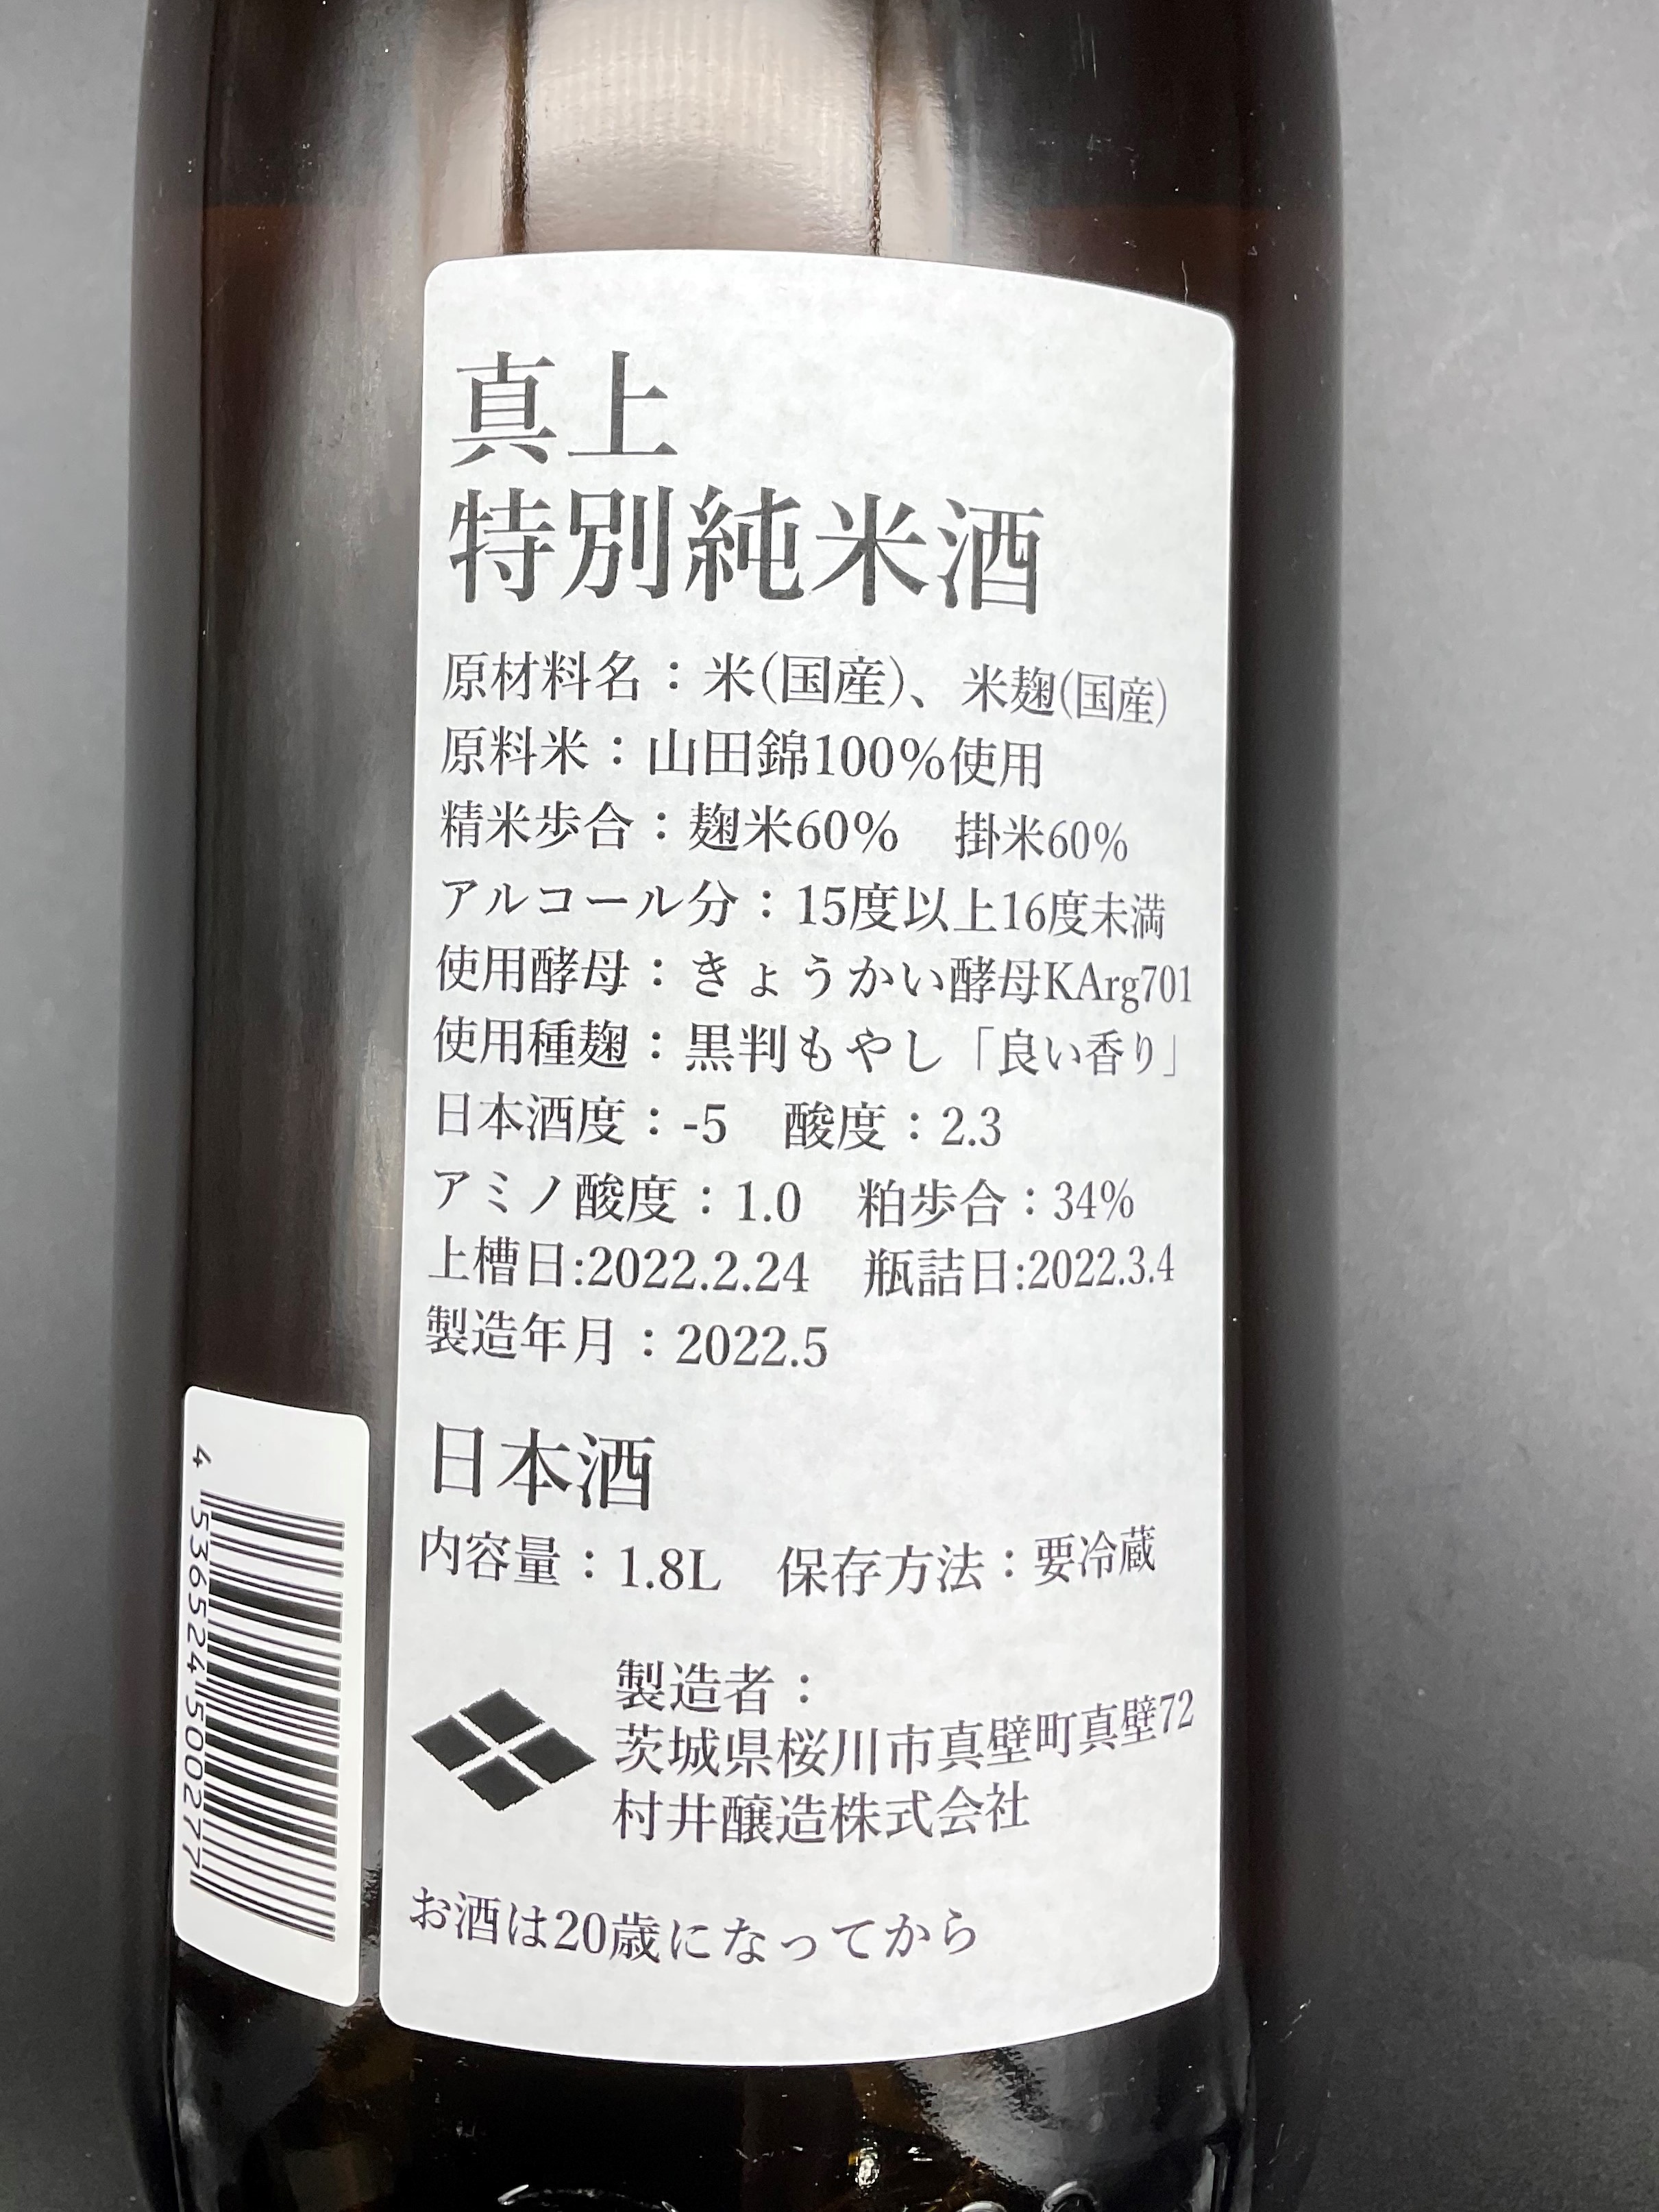 真上
特別純米酒
原材料名：米(国産)、米麹(国産)
原料米：山田錦100%使用
精米歩合：麹米60%　掛米60%
アルコール分：15度以上16度未満
使用酵母：きょうかい酵母KArg701
使用種麹：黒判もやし「良い香り」
日本酒度：-5　酸度：2.3
アミノ酸度：1.0　粕歩合：34%
上槽日:2022.2.24　瓶詰日:2022.3.4
製造年月：2022.5
日本酒
内容量：1.8L　保存方法：要冷蔵
製造者：
茨城県桜川市真壁町真壁72
村井醸造株式会社
お酒は20歳になってから
4 536524 500277